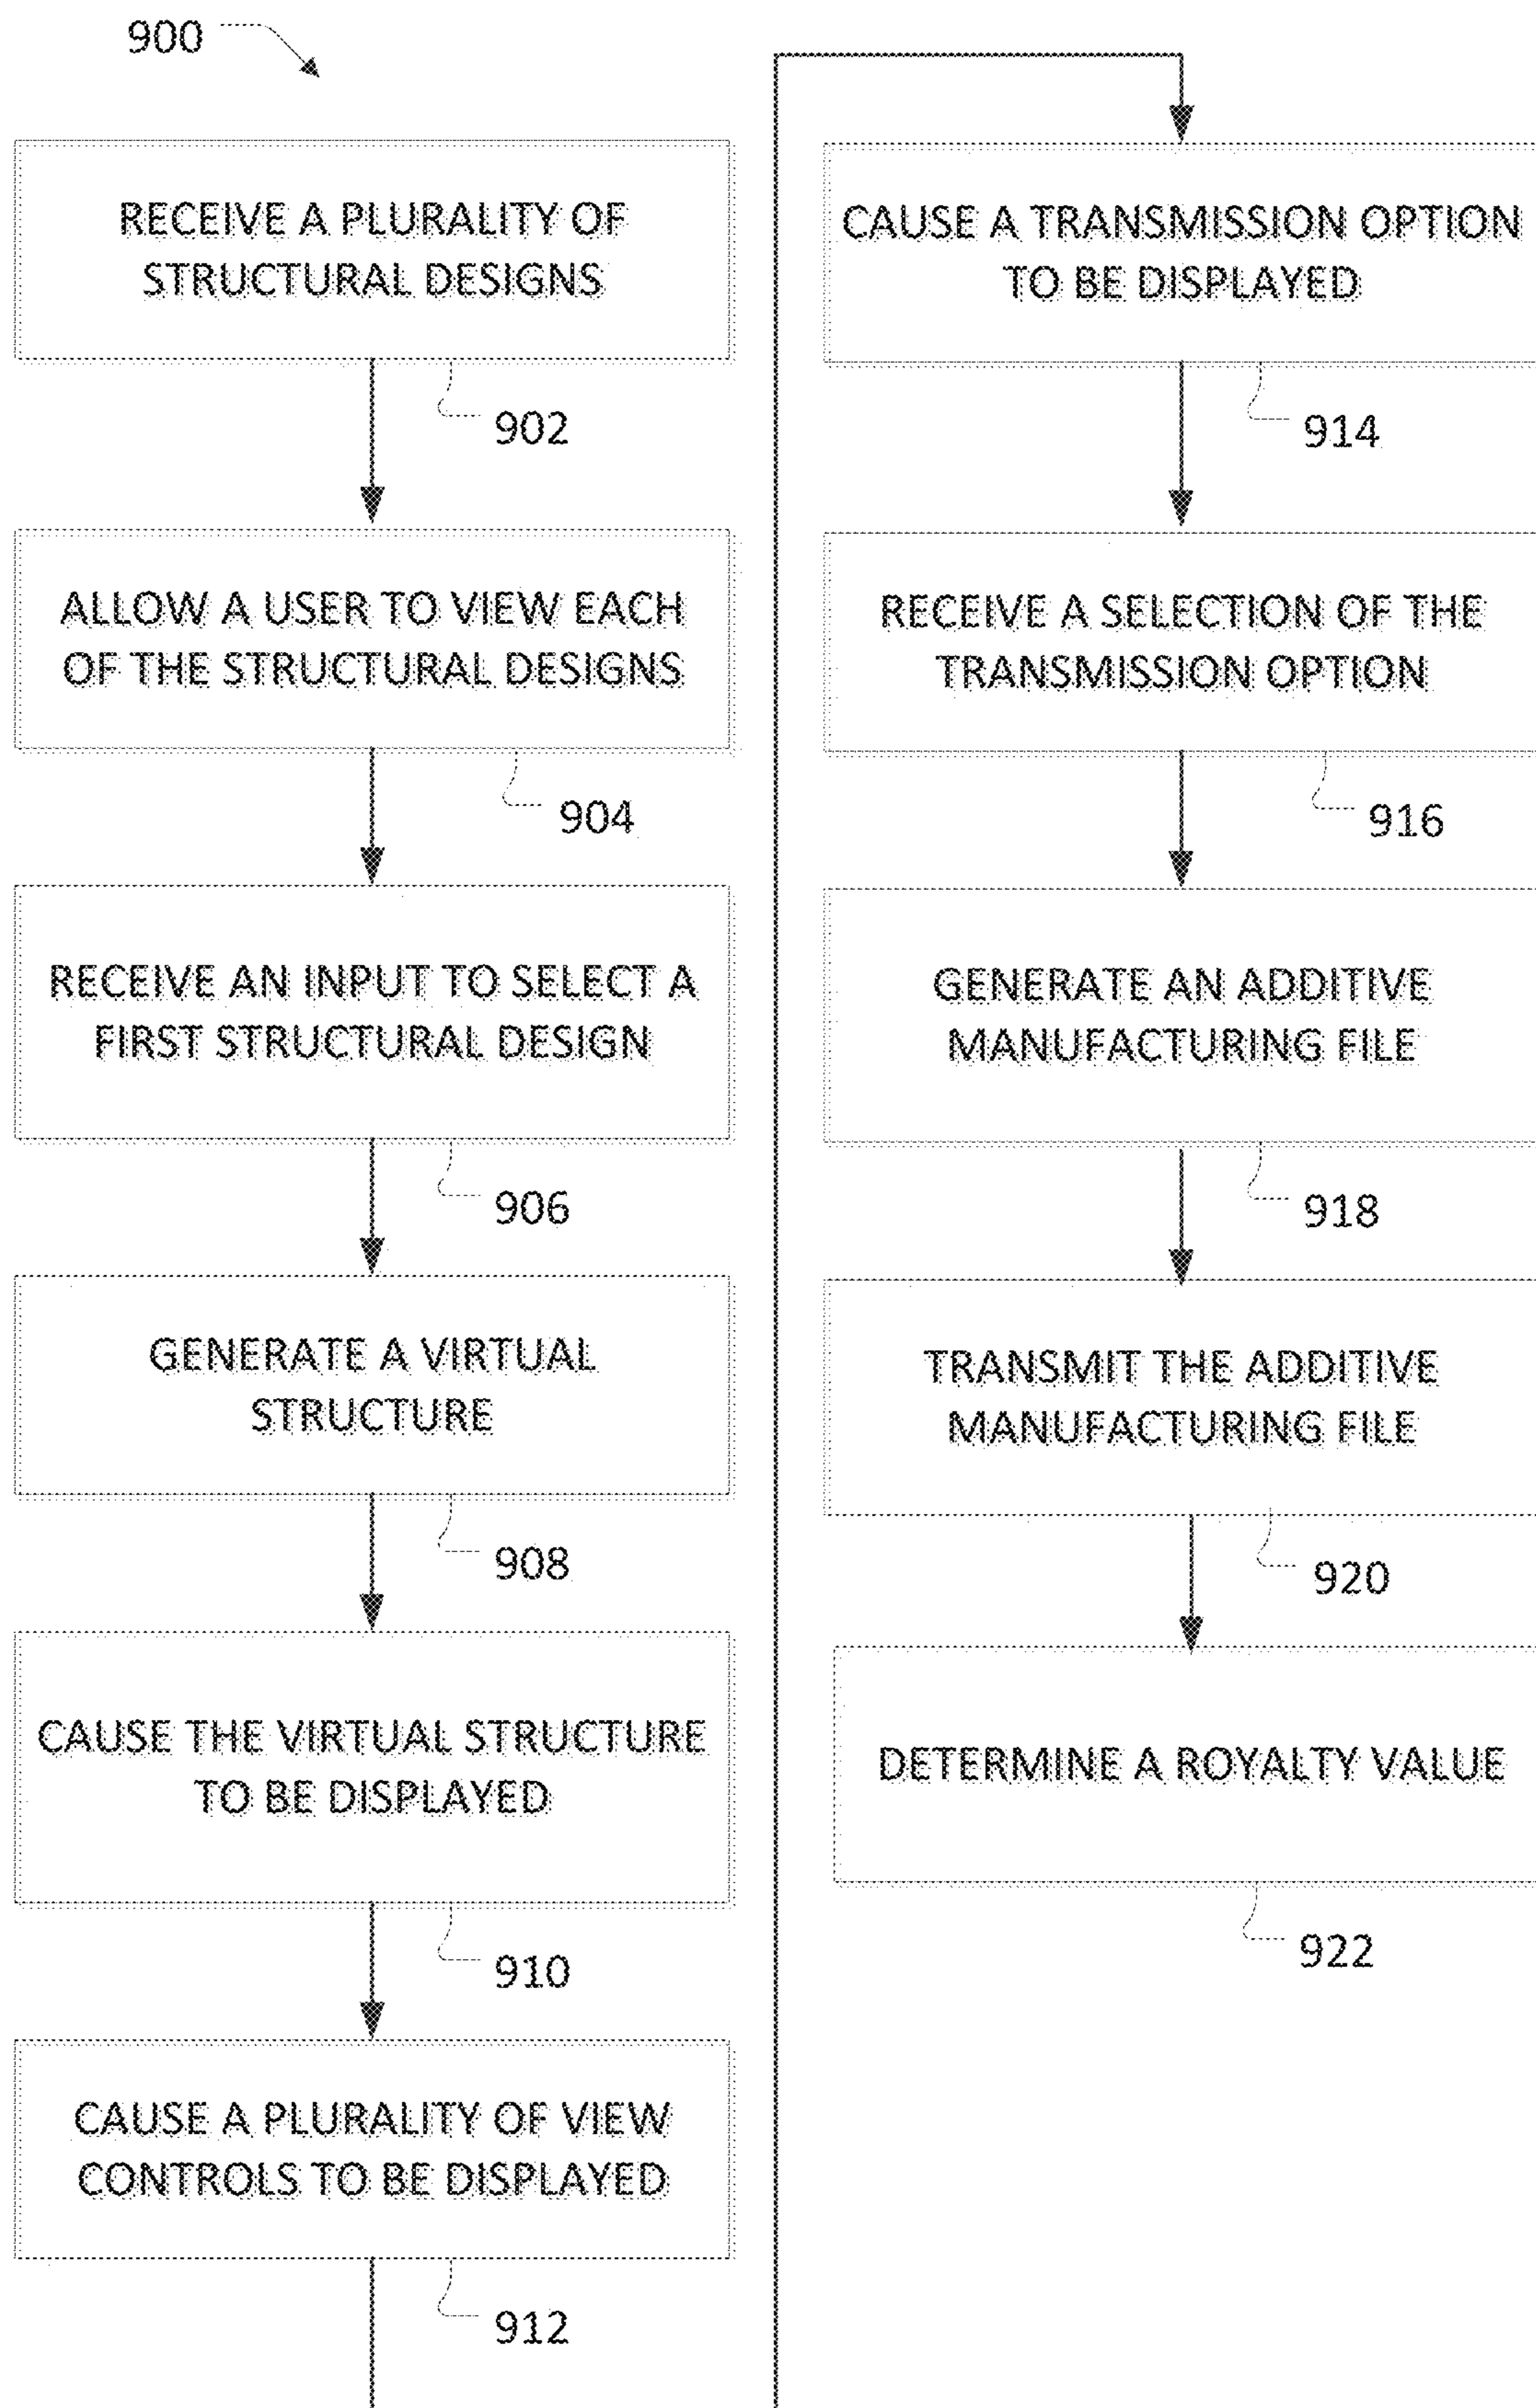 900
RECEIVE A PLURALITY OF
STRUCTURAL DESIGNS
902
ALLOW A USER TO VIEW EACH
OF THE STRUCTURAL DESIGNS
904
RECEIVE AN INPUT TO SELECT A
FIRST STRUCTURAL DESIGN
906
GENERATE A VIRTUAL
STRUCTURE
908
CAUSE THE VIRTUAL STRUCTURE
TO BE DISPLAYED
910
CAUSE A PLURALITY OF VIEW
CONTROLS TO BE DISPLAYED
912
CAUSE A TRANSMISSION OPTION
TO BE DISPLAYED
914
RECEIVE A SELECTION OF THE
TRANSMISSION OPTION
916
GENERATE AN ADDITIVE
MANUFACTURING FILE
918
TRANSMIT THE ADDITIVE
MANUFACTURING FILE
920
DETERMINE A ROYALTY VALUE
922